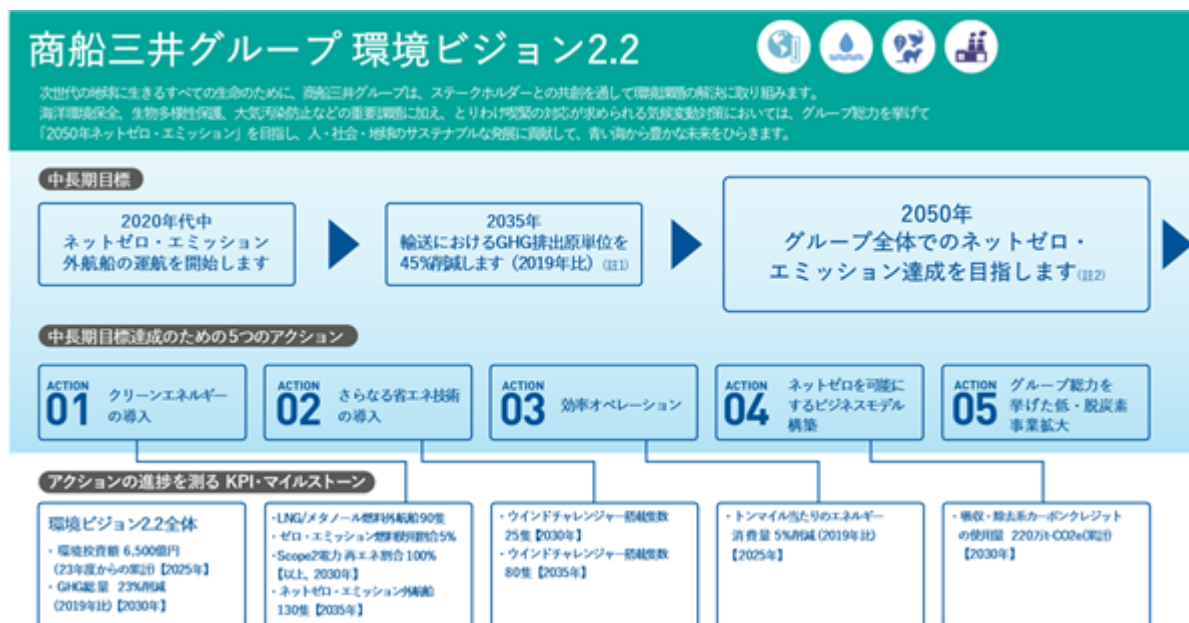 商船三井グループ 環境ビジョン2.2
次世代の地球に生きるすべての生命のために、商船三井グループは、ステークホルダーとの共創を通して環境課題の解決に取り組みます。
海洋環境保全、生物多様性保護、大気汚染防止などの重要課題に加え、とりわけ喫緊の対応が求められる気候変動対策においては、グループ総力を挙げて
「2050年ネットゼロ・エミッション」を目指し、人・社会・地球のサステナブルな発展に貢献して、青い海から豊かな未来をひらきます。
中長期目標
2020年代中
ネットゼロ・エミッション
外航船の運航を開始します
2035年
輸送におけるGHG排出原単位を
45%削減します（2019年比）（註1）
2050年
グループ全体でのネットゼロ・
エミッション達成を目指します（註2）
中長期目標達成のための5つのアクション
ACTION
01
クリーンエネルギー
の導入
ACTION
02
さらなる省エネ技術
の導入
ACTION
03
効率オペレーション
ACTION
04
ネットゼロを可能に
するビジネスモデル
構築
ACTION
05
グループ総力を
挙げた低・脱炭素
事業拡大
アクションの進捗を測る KPI・マイルストーン
環境ビジョン2.2全体
・環境投資額 6,500億円
（23年度からの累計）【2025年】
・GHG総量 23%削減
（2019年比）【2030年】
・LNG/メタノール燃料外航船90隻
・ゼロ・エミッション燃料使用割合5%
・Scope2電力 再エネ割合100%
【以上、2030年】
・ネットゼロ・エミッション外航船
130隻【2035年】
・ウインドチャレンジャー搭載隻数
25隻【2030年】
・ウインドチャレンジャー搭載隻数
80隻【2035年】
・トンマイル当たりのエネルギー
消費量 5%削減（2019年比）
【2025年】
・吸収・除去系カーボンクレジット
の使用量 220万t-CO2e（累計）
【2030年】